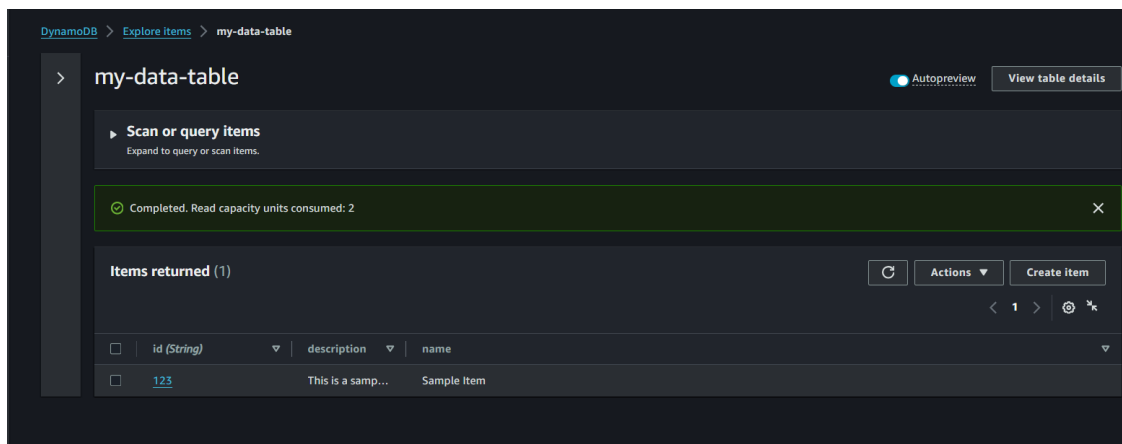 DynamoDB > Explore items > my-data-table
my-data-table
Autopreview
View table details
Scan or query items
Expand to query or scan items.
Completed. Read capacity units consumed: 2
Items returned (1)
Actions
Create item
1
id (String) description name
123 This is a samp... Sample Item